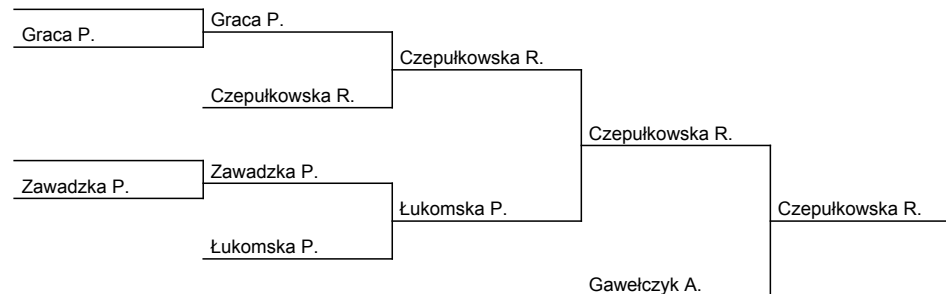 Graca P.
Graca P.
Czepułkowska R.
Czepułkowska R.
Czepułkowska R.
Zawadzka P.
Zawadzka P.
Łukomska P.
Czepułkowska R.
Łukomska P.
Gawełczyk A.